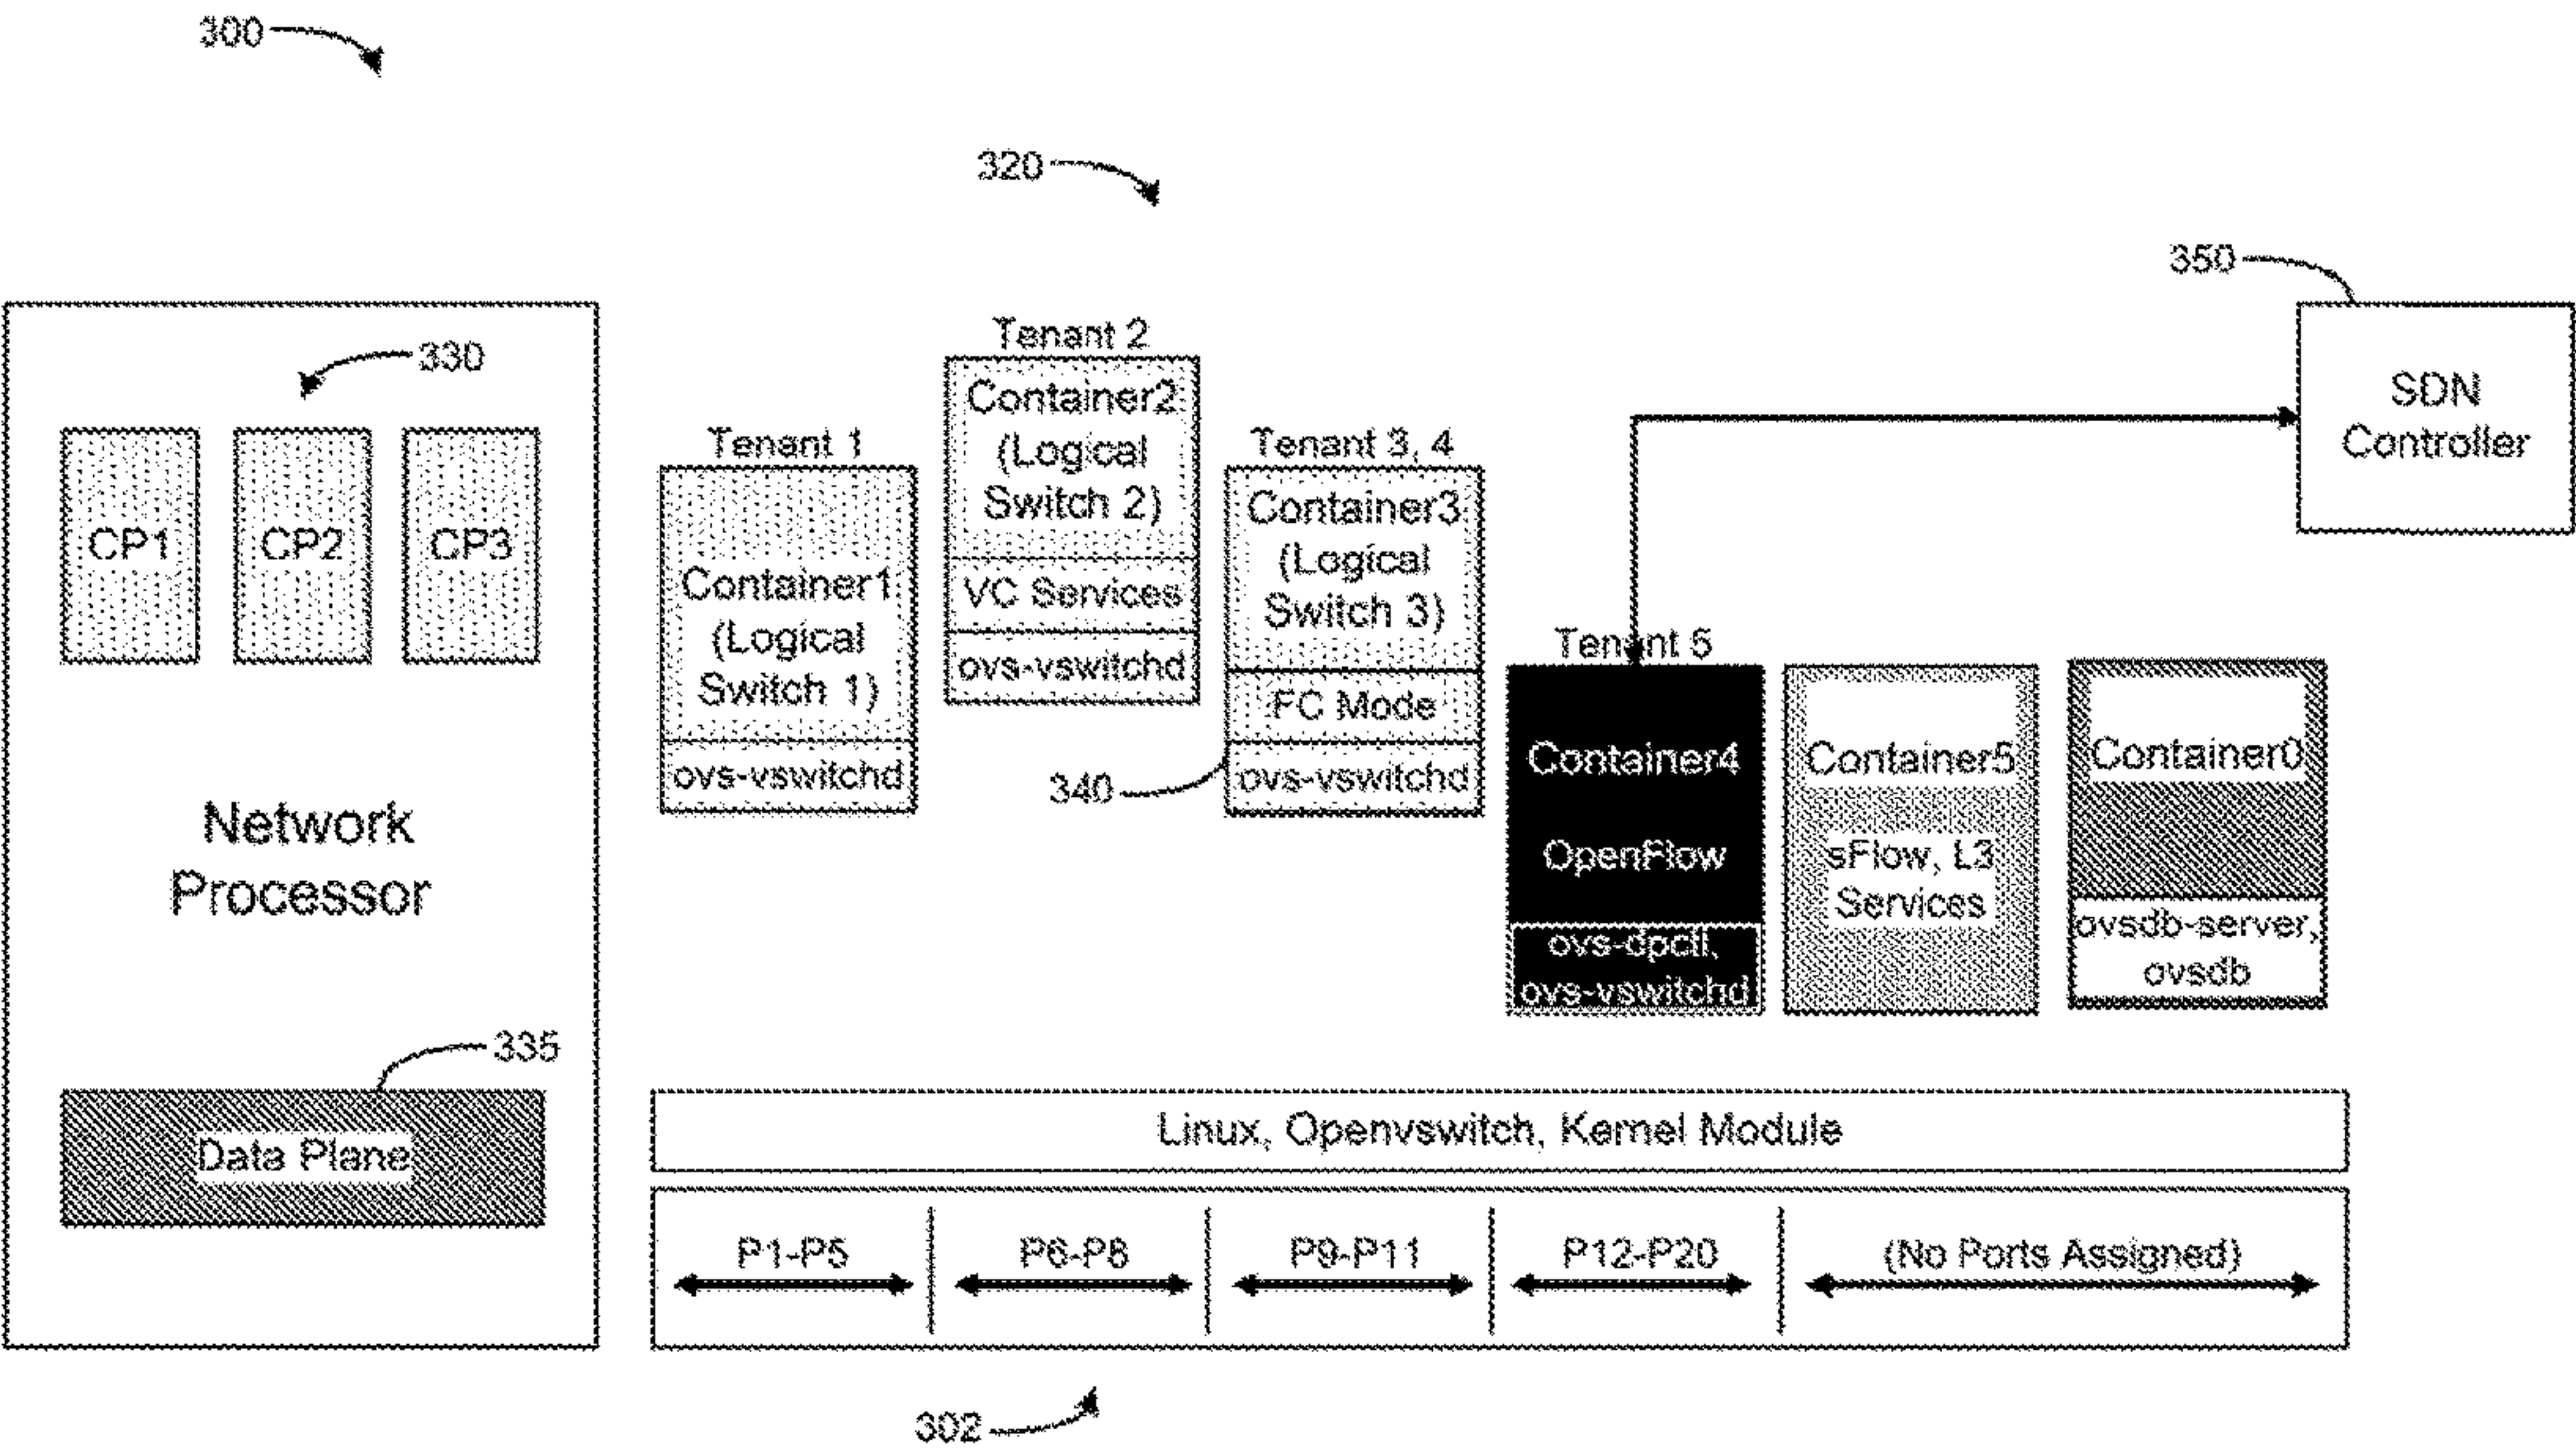 300
320
350
330
CP1
CP2
CP3
Network
Processor
335
Data Plane
Tenant 1
Container1
(Logical
Switch 1)
ovs-vswitchd
Tenant 2
Container2
(Logical
Switch 2)
VC Services
ovs-vswitchd
Tenant 3, 4
Container3
(Logical
Switch 3)
FC Mode
ovs-vswitchd
340
Tenant 5
Container4
OpenFlow
ovs-dpctl,
ovs-vswitchd
Container5
sFlow, L3
Services
Container0
ovsdb-server,
ovsdb
SDN
Controller
Linux, Openvswitch, Kernel Module
P1-P5
P6-P8
P9-P11
P12-P20
(No Ports Assigned)
302